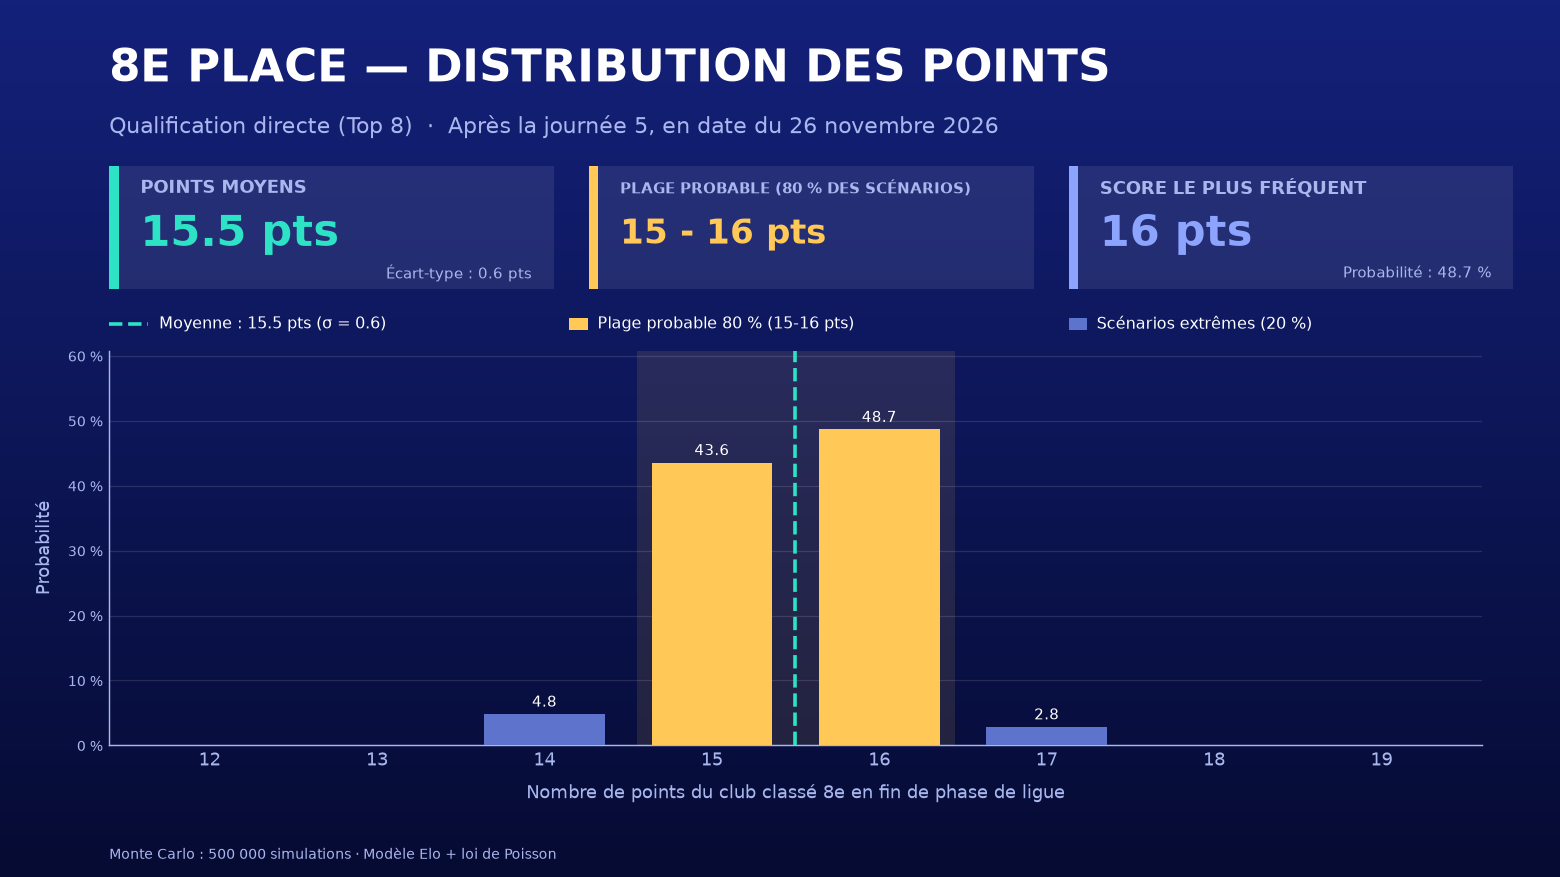 8E PLACE — DISTRIBUTION DES POINTS
Qualification directe (Top 8) · Après la journée 5, en date du 26 novembre 2026
POINTS MOYENS
15.5 pts
Écart-type : 0.6 pts
PLAGE PROBABLE (80 % DES SCÉNARIOS)
15 - 16 pts
SCORE LE PLUS FRÉQUENT
16 pts
Probabilité : 48.7 %
Moyenne : 15.5 pts (σ = 0.6)
Plage probable 80 % (15-16 pts)
Scénarios extrêmes (20 %)
Probabilité
60 %
50 %
40 %
30 %
20 %
10 %
0 %
4.8
43.6
48.7
2.8
12
13
14
15
16
17
18
19
Nombre de points du club classé 8e en fin de phase de ligue
Monte Carlo : 500 000 simulations · Modèle Elo + loi de Poisson